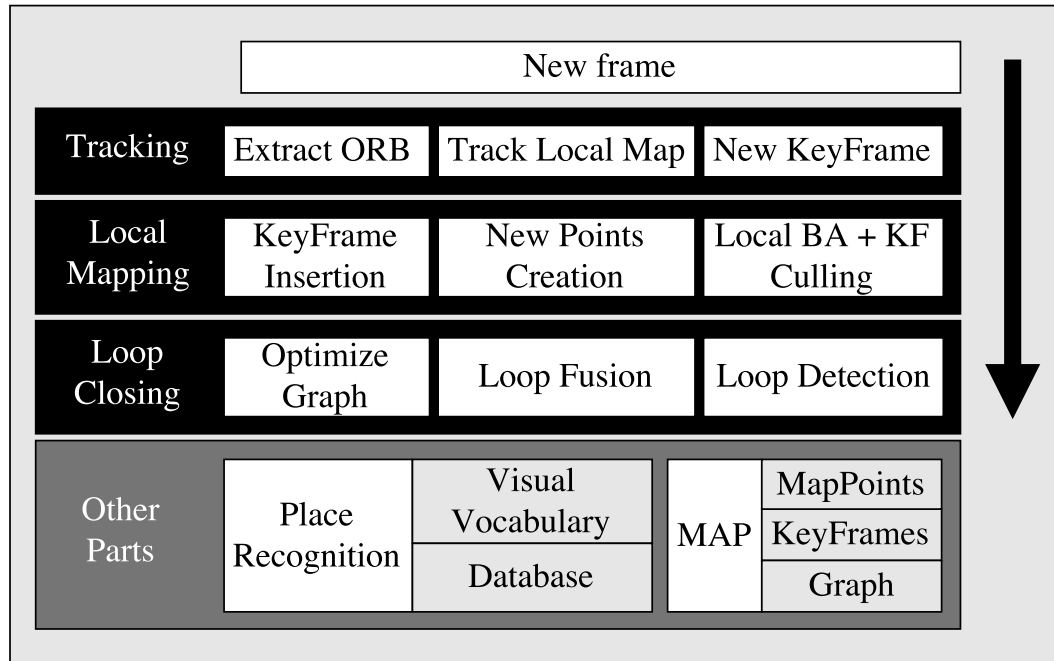 New frame
Tracking
Extract ORB
Track Local Map
New KeyFrame
Local
Mapping
KeyFrame
Insertion
New Points
Creation
Local BA + KF
Culling
Loop
Closing
Optimize
Graph
Loop Fusion
Loop Detection
Other
Parts
Place
Recognition
Visual
Vocabulary
Database
MAP
MapPoints
KeyFrames
Graph